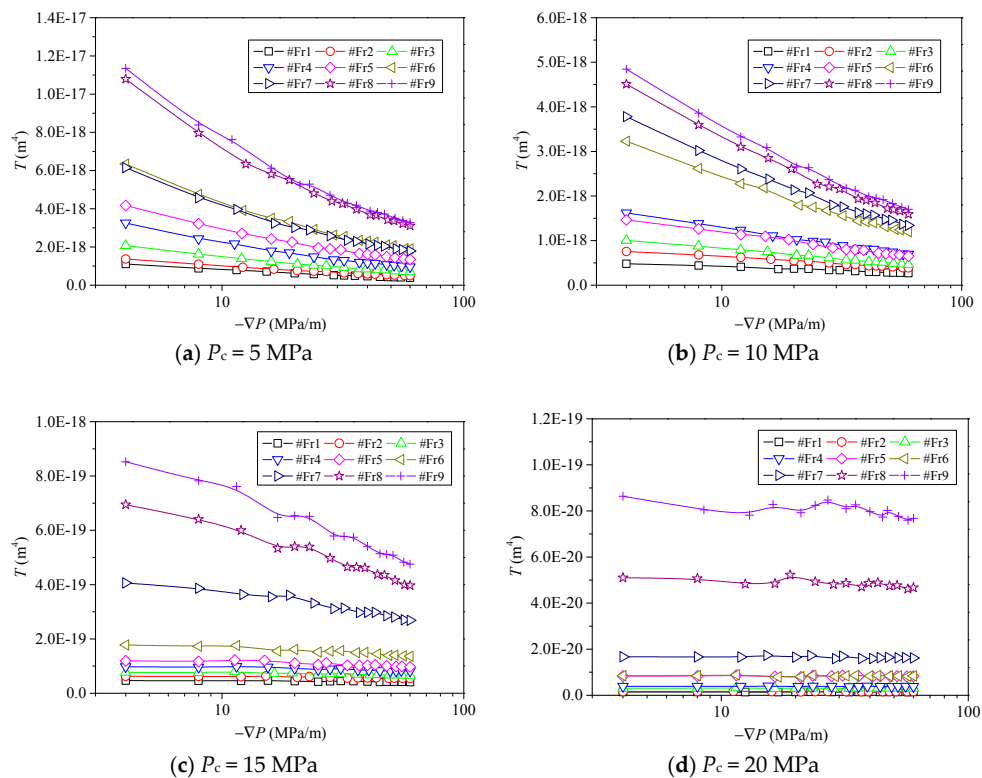 1.4E-17
1.2E-17
1.0E-17
8.0E-18
6.0E-18
4.0E-18
2.0E-18
0.0
T (m⁴)
#Fr1 #Fr2 #Fr3
#Fr4 #Fr5 #Fr6
#Fr7 #Fr8 #Fr9
10 100
−∇P (MPa/m)
(a) Pc = 5 MPa
6.0E-18
5.0E-18
4.0E-18
3.0E-18
2.0E-18
1.0E-18
0.0
T (m⁴)
#Fr1 #Fr2 #Fr3
#Fr4 #Fr5 #Fr6
#Fr7 #Fr8 #Fr9
10 100
−∇P (MPa/m)
(b) Pc = 10 MPa
1.0E-18
8.0E-19
6.0E-19
4.0E-19
2.0E-19
0.0
T (m⁴)
#Fr1 #Fr2 #Fr3
#Fr4 #Fr5 #Fr6
#Fr7 #Fr8 #Fr9
10 100
−∇P (MPa/m)
(c) Pc = 15 MPa
1.2E-19
1.0E-19
8.0E-20
6.0E-20
4.0E-20
2.0E-20
0.0
T (m⁴)
#Fr1 #Fr2 #Fr3
#Fr4 #Fr5 #Fr6
#Fr7 #Fr8 #Fr9
10 100
−∇P (MPa/m)
(d) Pc = 20 MPa